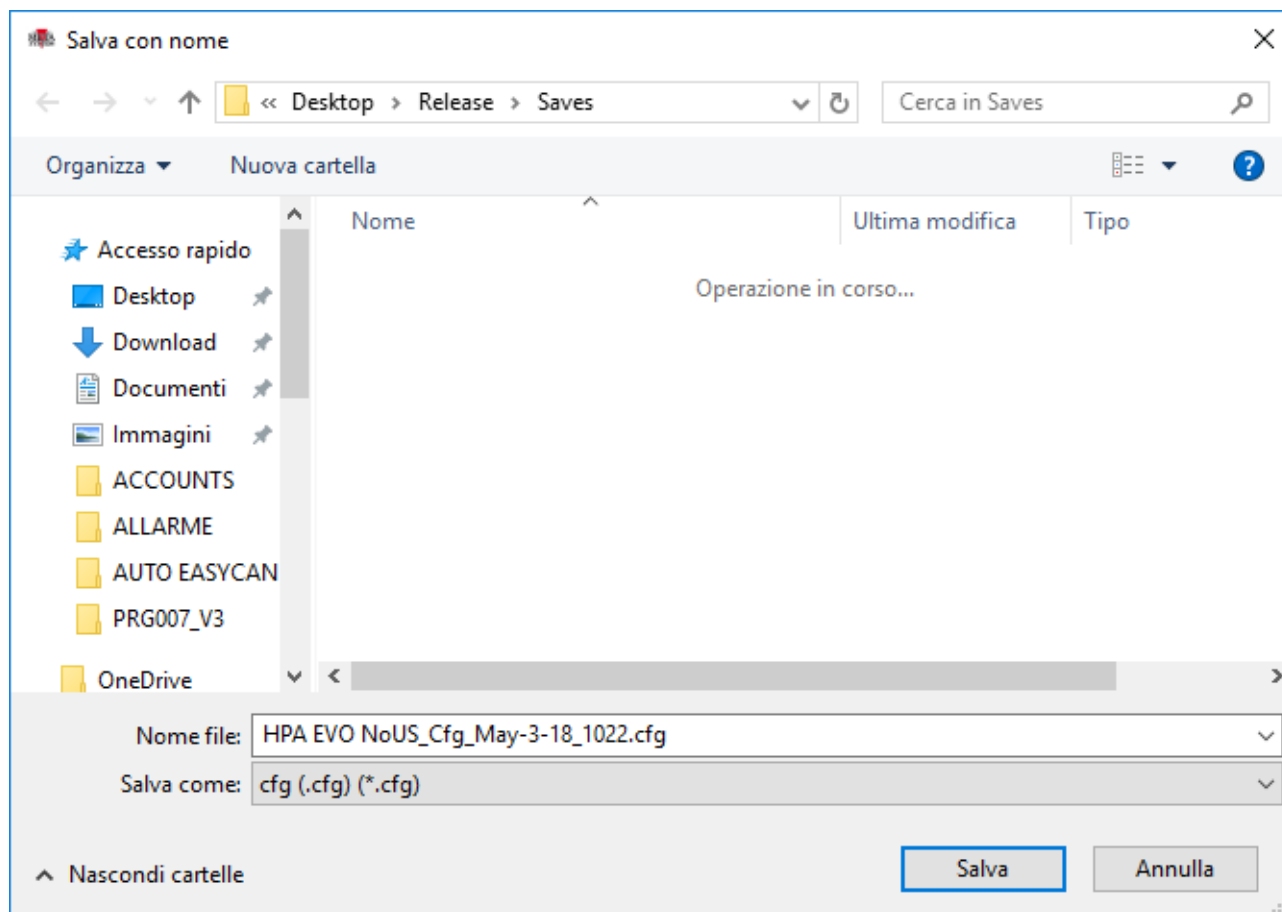 Salva con nome
« Desktop › Release › Saves
Cerca in Saves
Organizza
Nuova cartella
?
Nome
Ultima modifica
Tipo
Operazione in corso...
Accesso rapido
Desktop
Download
Documenti
Immagini
ACCOUNTS
ALLARME
AUTO EASYCAN
PRG007_V3
OneDrive
Nome file: HPA EVO NoUS_Cfg_May-3-18_1022.cfg
Salva come: cfg (.cfg) (*.cfg)
Nascondi cartelle
Salva
Annulla